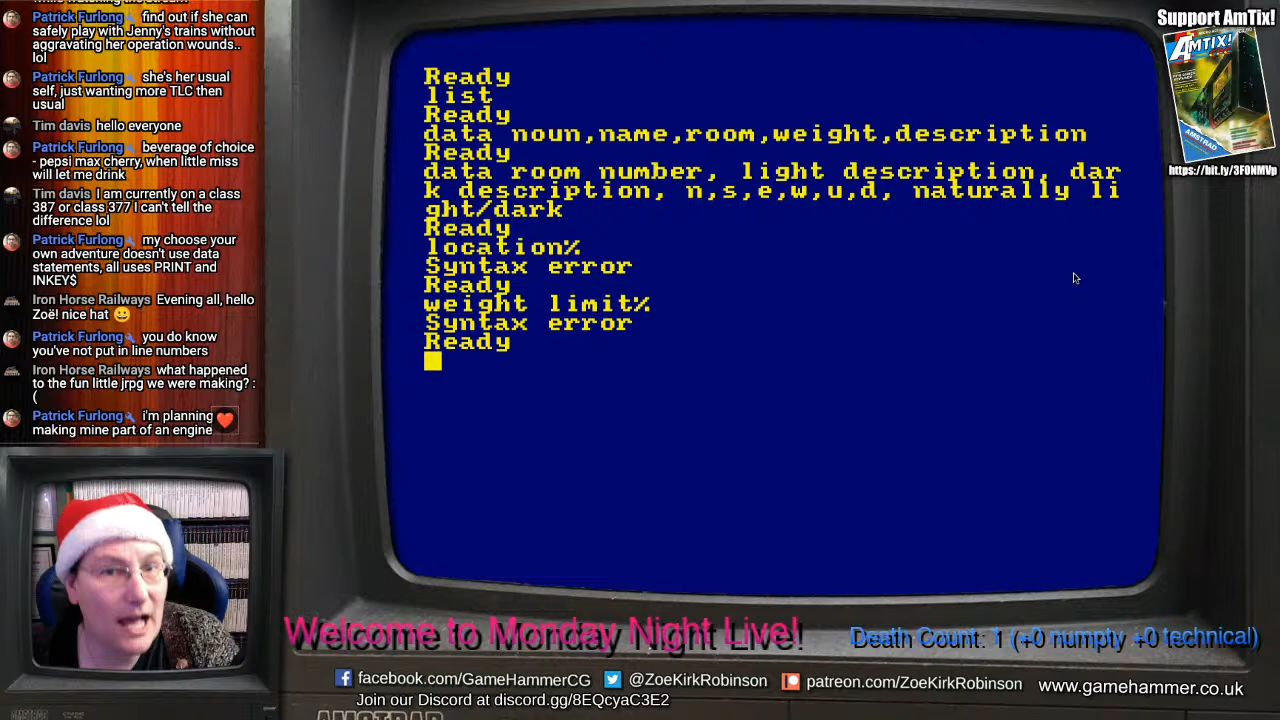 Patrick Furlong find out if she can
safely play with Jenny's trains without
aggravating her operation wounds..
lol
Patrick Furlong she's her usual
self, just wanting more TLC then
usual
Tim davis hello everyone
Patrick Furlong beverage of choice
- pepsi max cherry, when little miss
will let me drink
Tim davis I am currently on a class
387 or class 377 I can't tell the
difference lol
Patrick Furlong my choose your
own adventure doesn't use data
statements, all uses PRINT and
INKEY$
Iron Horse Railways Evening all, hello
Zoë! nice hat 😀
Patrick Furlong you do know
you've not put in line numbers
Iron Horse Railways what happened
to the fun little jrpg we were making? :
(
Patrick Furlong i'm planning
making mine part of an engine
Ready
list
Ready
data noun,name,room,weight,description
Ready
data room number, light description, dar
k description, n,s,e,w,u,d, naturally li
ght/dark
Ready
location%
Syntax error
Ready
weight limit%
Syntax error
Ready
Support AmTix!
AMTIX!
AMSTRAD
https://bit.ly/3F0NMVp
Welcome to Monday Night Live!
Death Count: 1 (+0 numpty +0 technical)
facebook.com/GameHammerCG @ZoeKirkRobinson patreon.com/ZoeKirkRobinson www.gamehammer.co.uk
Join our Discord at discord.gg/8EQcyaC3E2
AMSTRAD